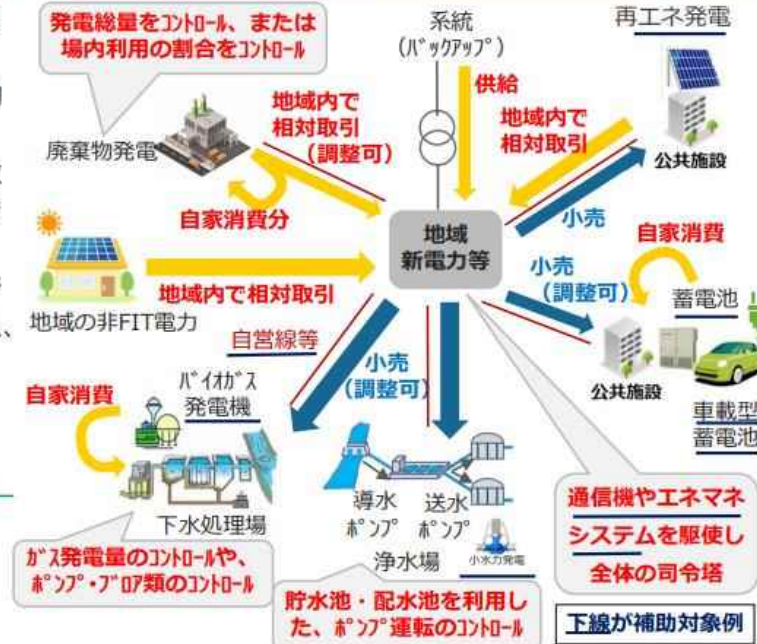 発電総量をコントロール、または
場内利用の割合をコントロール
系統
(バックアップ)
再エネ発電
供給
地域内で
相対取引
(調整可)
地域内で
相対取引
廃棄物発電
公共施設
自家消費分
小売
地域
新電力等
自家消費
小売
(調整可)
蓄電池
地域内で相対取引
地域の非FIT電力
自営線等
公共施設
小売
(調整可)
自家消費
バイオガス
発電機
車載型
蓄電池
導水
ポンプ
送水
ポンプ
下水処理場
浄水場
小水力発電
通信機やエネマネ
システムを駆使し
全体の司令塔
ガス発電量のコントロールや、
ポンプ・ブロア類のコントロール
貯水池・配水池を利用し
た、ポンプ運転のコントロール
下線が補助対象例